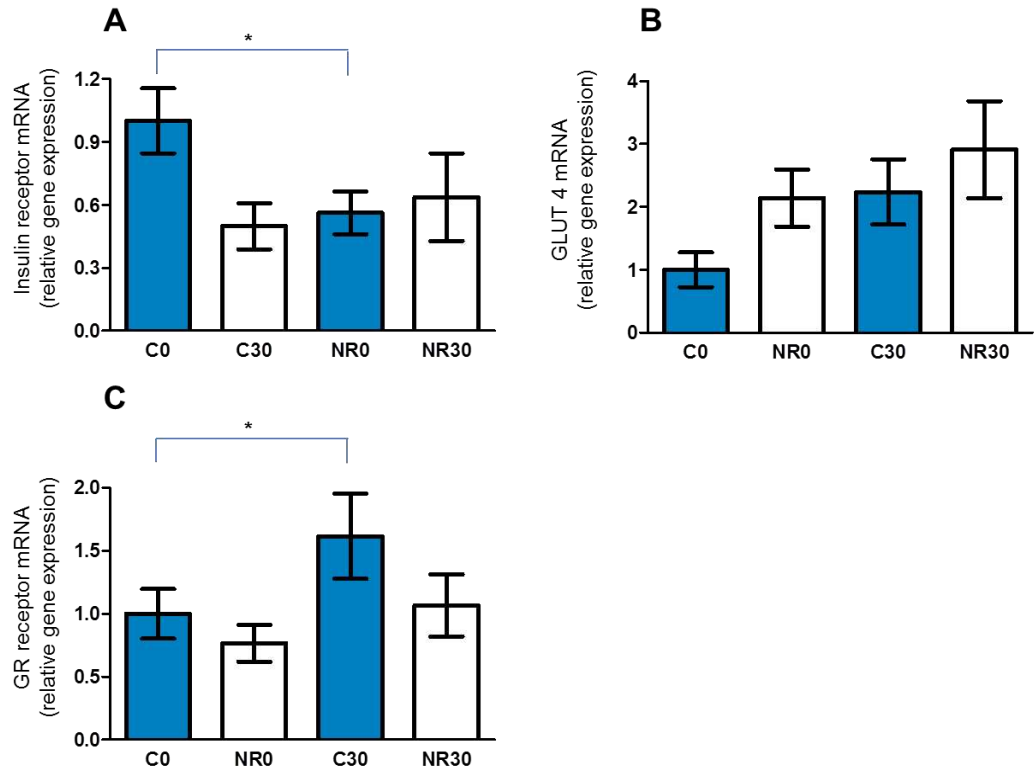 A
*
Insulin receptor mRNA
(relative gene expression)
1.2
0.9
0.6
0.3
0.0
C0 C30 NR0 NR30
B
GLUT 4 mRNA
(relative gene expression)
4
3
2
1
0
C0 NR0 C30 NR30
C
*
GR receptor mRNA
(relative gene expression)
2.0
1.5
1.0
0.5
0.0
C0 NR0 C30 NR30